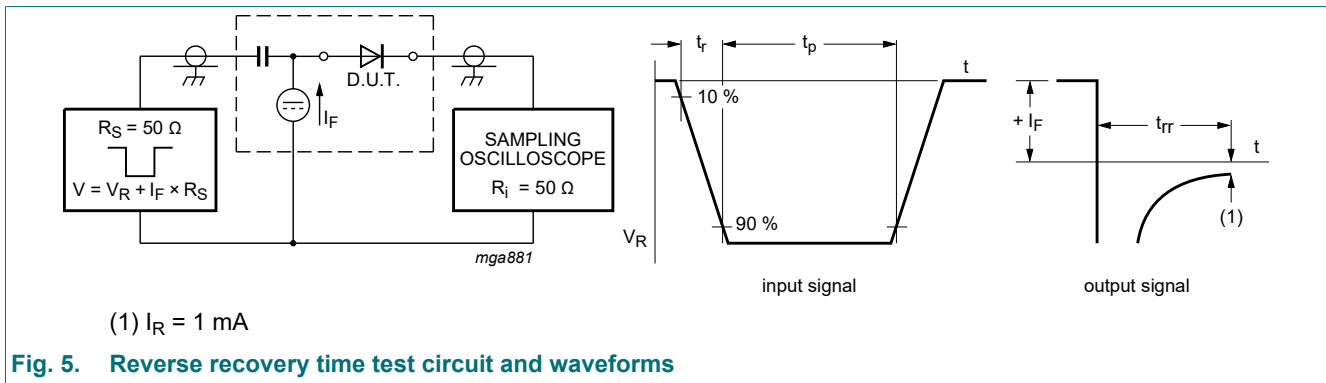 D.U.T.
I_F
R_S = 50 Ω
V = V_R + I_F × R_S
SAMPLING
OSCILLOSCOPE
R_i = 50 Ω
mga881
t_r
t_p
t
10 %
90 %
V_R
input signal
+ I_F
t_rr
t
(1)
output signal
(1) I_R = 1 mA
Fig. 5. Reverse recovery time test circuit and waveforms